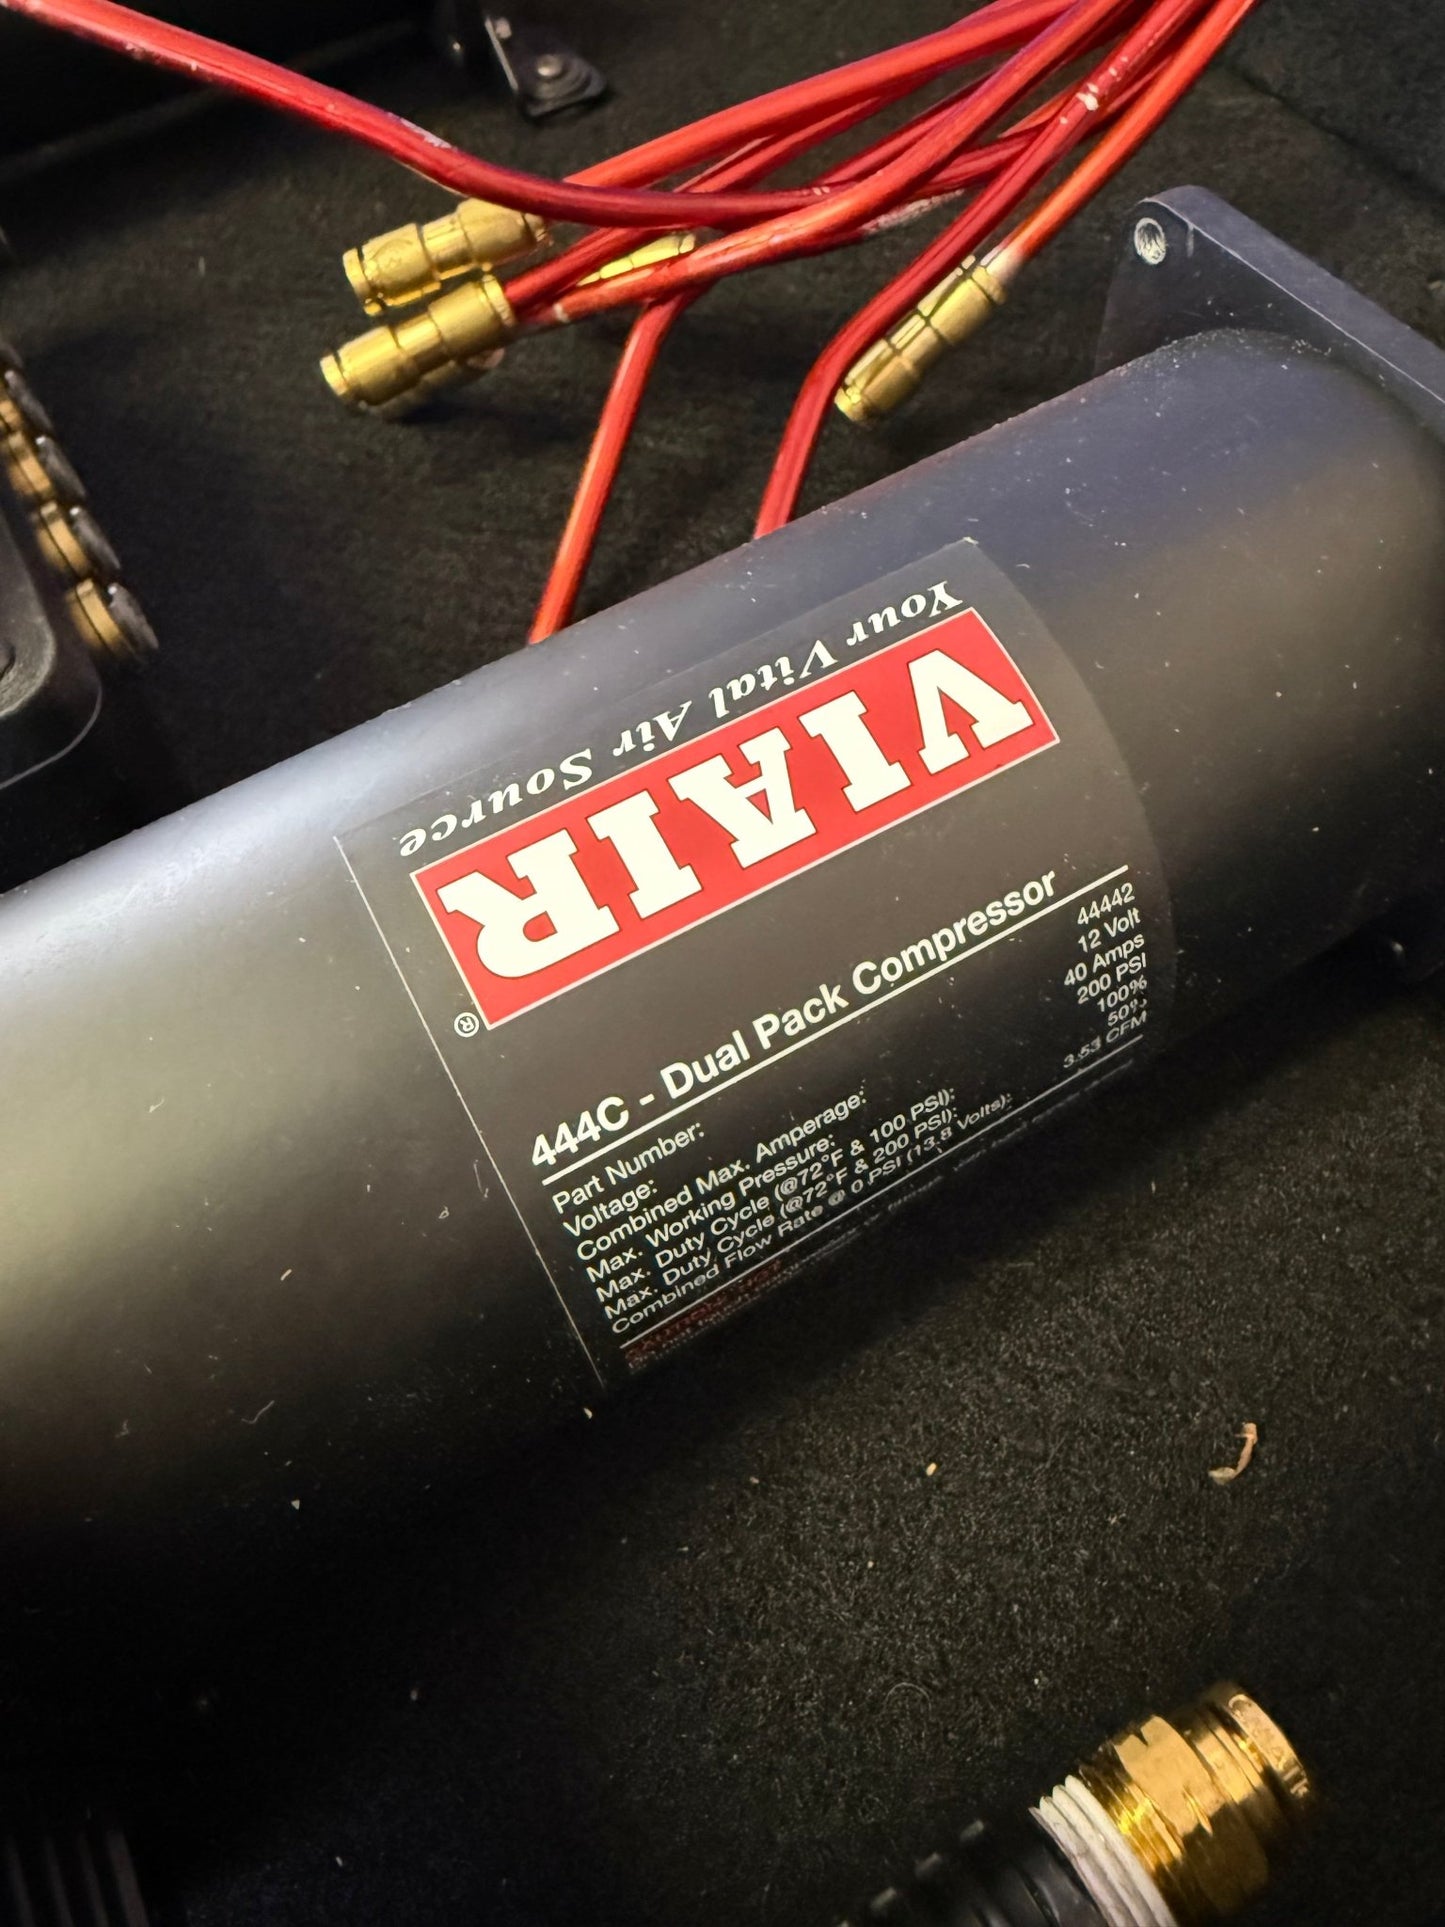 Your Vital Air Source
VIAIR
®
444C - Dual Pack Compressor
Part Number: 44442
Voltage: 12 Volt
Combined Max. Amperage: 40 Amps
Max. Working Pressure: 200 PSI
Max. Duty Cycle (@72°F & 100 PSI): 100%
Max. Duty Cycle (@72°F & 200 PSI): 50%
Combined Flow Rate @ 0 PSI (13.8 Volts): 3.53 CFM